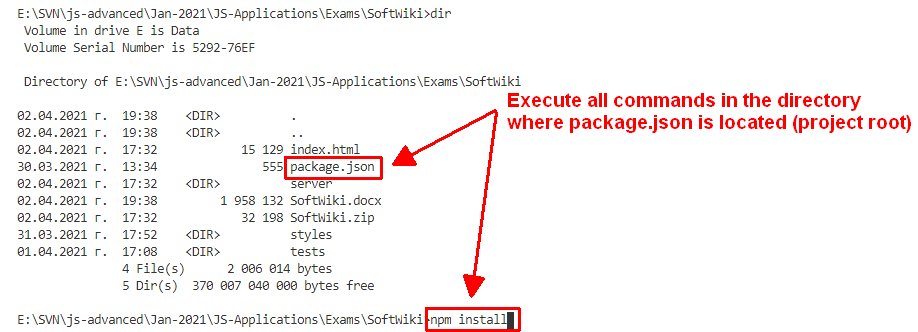 E:\SVN\js-advanced\Jan-2021\JS-Applications\Exams\SoftWiki>dir
Volume in drive E is Data
Volume Serial Number is 5292-76EF
Directory of E:\SVN\js-advanced\Jan-2021\JS-Applications\Exams\SoftWiki
Execute all commands in the directory
where package.json is located (project root)
02.04.2021 г.  19:38    <DIR>          .
02.04.2021 г.  19:38    <DIR>          ..
02.04.2021 г.  17:32            15 129 index.html
30.03.2021 г.  13:34               555 package.json
02.04.2021 г.  17:32    <DIR>          server
02.04.2021 г.  19:38         1 958 132 SoftWiki.docx
02.04.2021 г.  17:32            32 198 SoftWiki.zip
31.03.2021 г.  17:52    <DIR>          styles
01.04.2021 г.  17:08    <DIR>          tests
4 File(s)      2 006 014 bytes
5 Dir(s)  370 007 040 000 bytes free
E:\SVN\js-advanced\Jan-2021\JS-Applications\Exams\SoftWiki>npm install